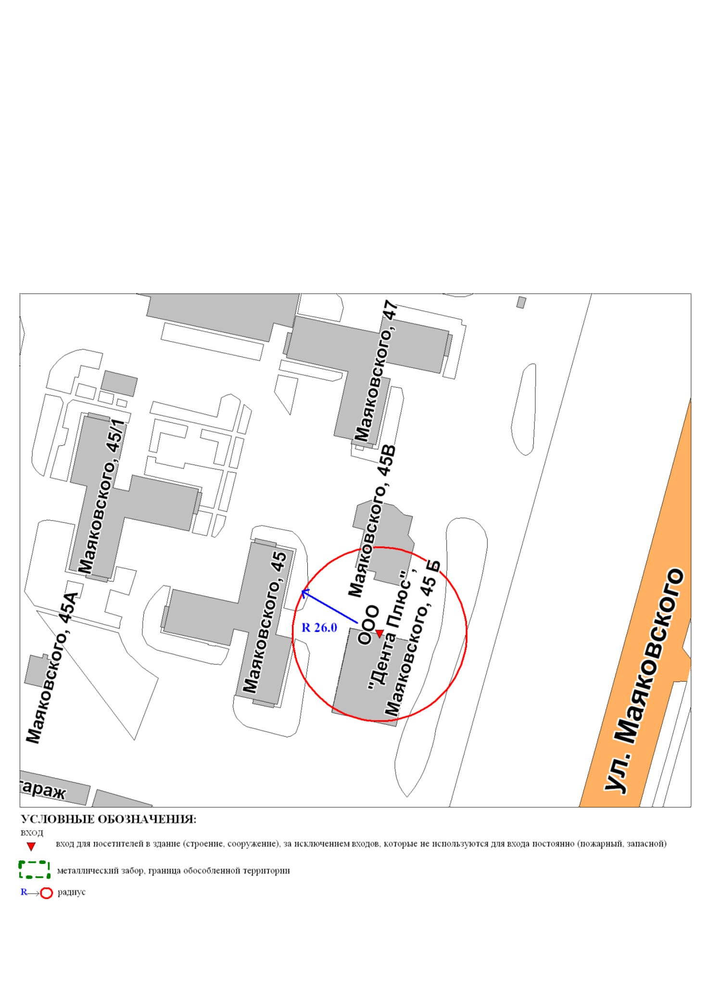 Маяковского, 47
Маяковского, 45/1
Маяковского, 45В
Маяковского, 45
Маяковского, 45А
ООО
"Дента Плюс",
Маяковского, 45 Б
R 26.0
ул. Маяковского
гараж
УСЛОВНЫЕ ОБОЗНАЧЕНИЯ:
ВХОД
вход для посетителей в здание (строение, сооружение), за исключением входов, которые не используются для входа постоянно (пожарный, запасной)
металлический забор, граница обособленной территории
R радиус